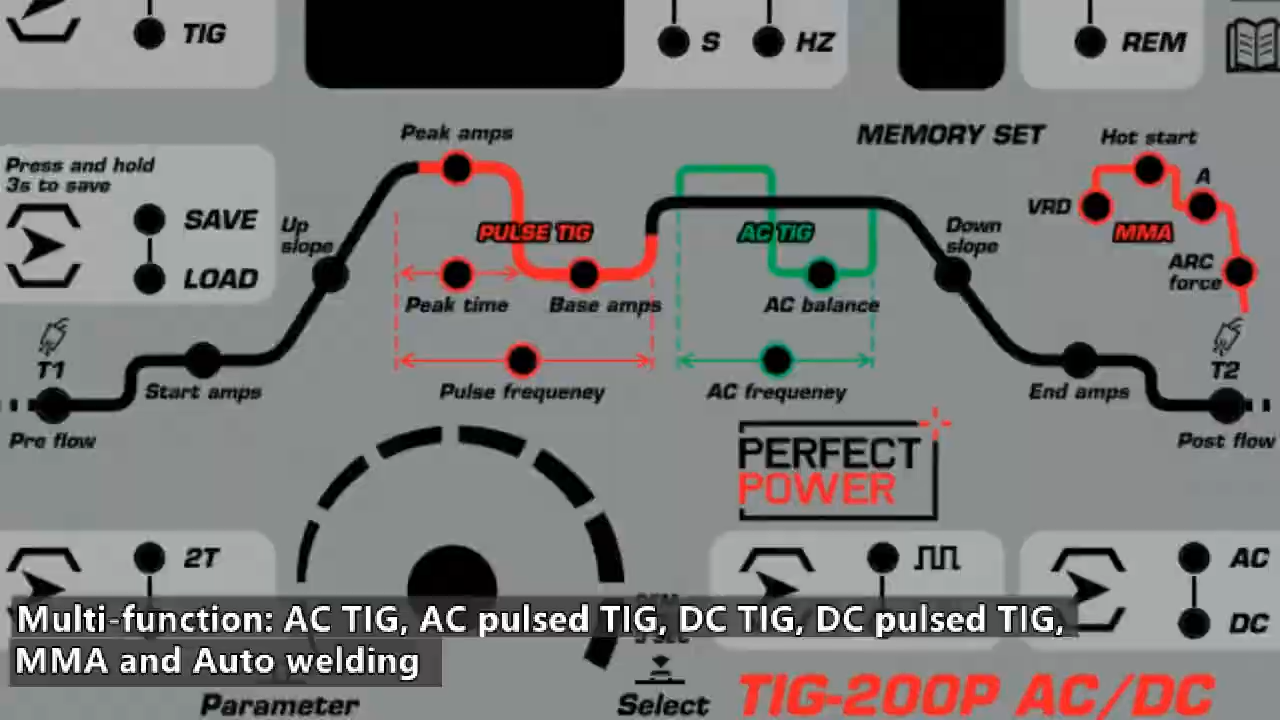 TIG
S
HZ
REM
Peak amps
MEMORY SET
Hot start
Press and hold
3s to save
A
SAVE
LOAD
Up
slope
PULSE TIG
AC TIG
Down
slope
VRD
MMA
ARC
force
Peak time
Base amps
AC balance
T1
Start amps
Pulse frequency
AC frequency
End amps
T2
Pre flow
Post flow
PERFECT
POWER
2T
AC
DC
Multi-function: AC TIG, AC pulsed TIG, DC TIG, DC pulsed TIG,
MMA and Auto welding
Parameter
Select
TIG-200P AC/DC